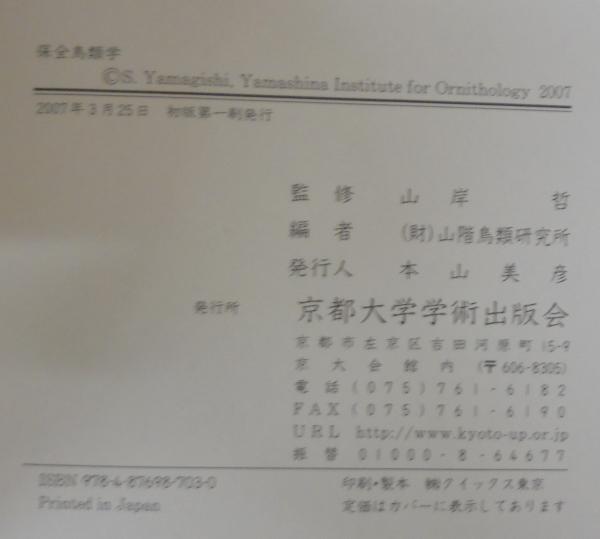 保全鳥類学
©S. Yamagishi, Yamashina Institute for Ornithology 2007
2007年3月25日 初版第一刷発行
監修 山岸 哲
編者 (財)山階鳥類研究所
発行人 本山美彦
発行所 京都大学学術出版会
京都市左京区吉田河原町15-9
京大会館内 (〒606-8305)
電話(075)761-6182
FAX(075)761-6190
URL http://www.kyoto-up.or.jp
振替 01000-8-64677
ISBN 978-4-87698-703-0
Printed in Japan
印刷・製本 ㈱クイックス東京
定価はカバーに表示してあります